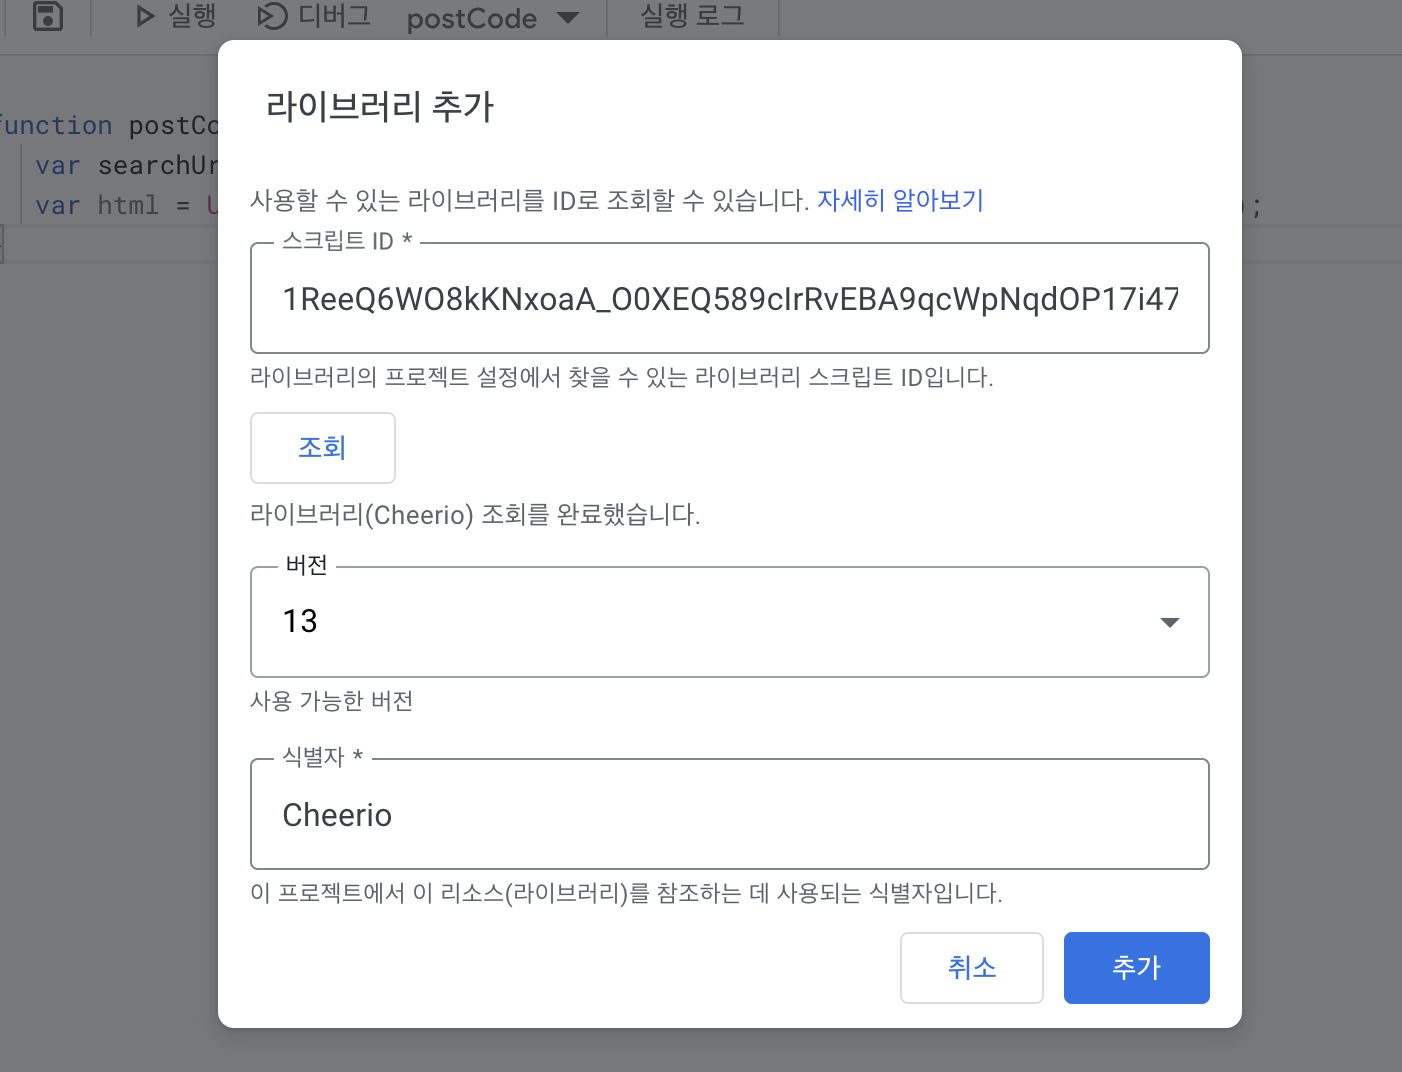 실행 디버그 postCode 실행 로그
라이브러리 추가
function postCo
var searchUr
var html = U );
사용할 수 있는 라이브러리를 ID로 조회할 수 있습니다. 자세히 알아보기
스크립트 ID *
1ReeQ6WO8kKNxoaA_O0XEQ589cIrRvEBA9qcWpNqdOP17i47
라이브러리의 프로젝트 설정에서 찾을 수 있는 라이브러리 스크립트 ID입니다.
조회
라이브러리(Cheerio) 조회를 완료했습니다.
버전
13
사용 가능한 버전
식별자 *
Cheerio
이 프로젝트에서 이 리소스(라이브러리)를 참조하는 데 사용되는 식별자입니다.
취소 추가